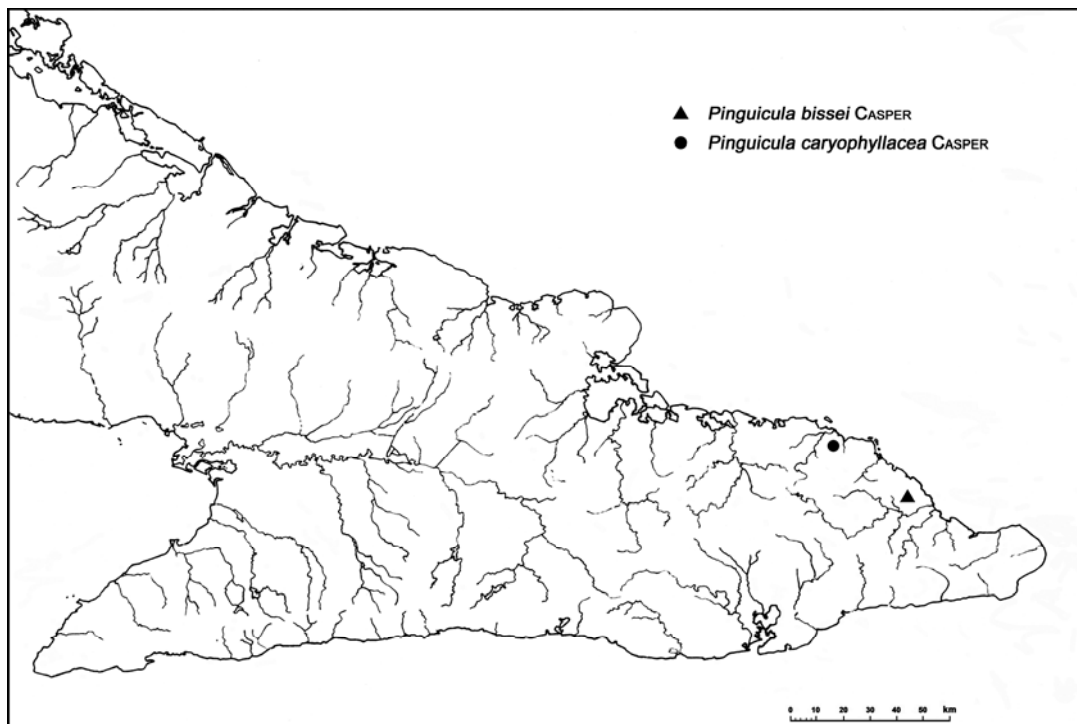 ▲ Pinguicula bissei CASPER
● Pinguicula caryophyllacea CASPER
0 10 20 30 40 50 km